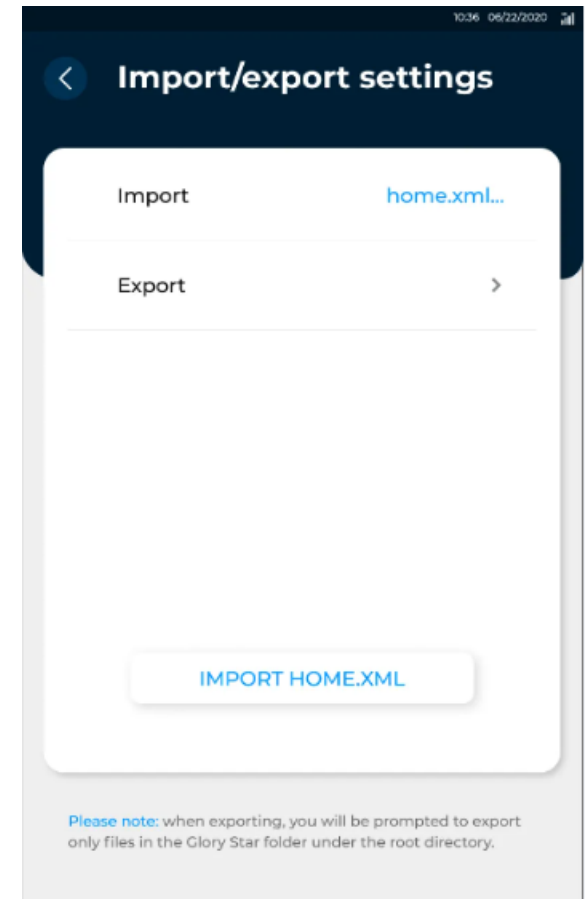 10:36 06/22/2020
Import/export settings
Import home.xml...
Export
IMPORT HOME.XML
Please note: when exporting, you will be prompted to export
only files in the Glory Star folder under the root directory.